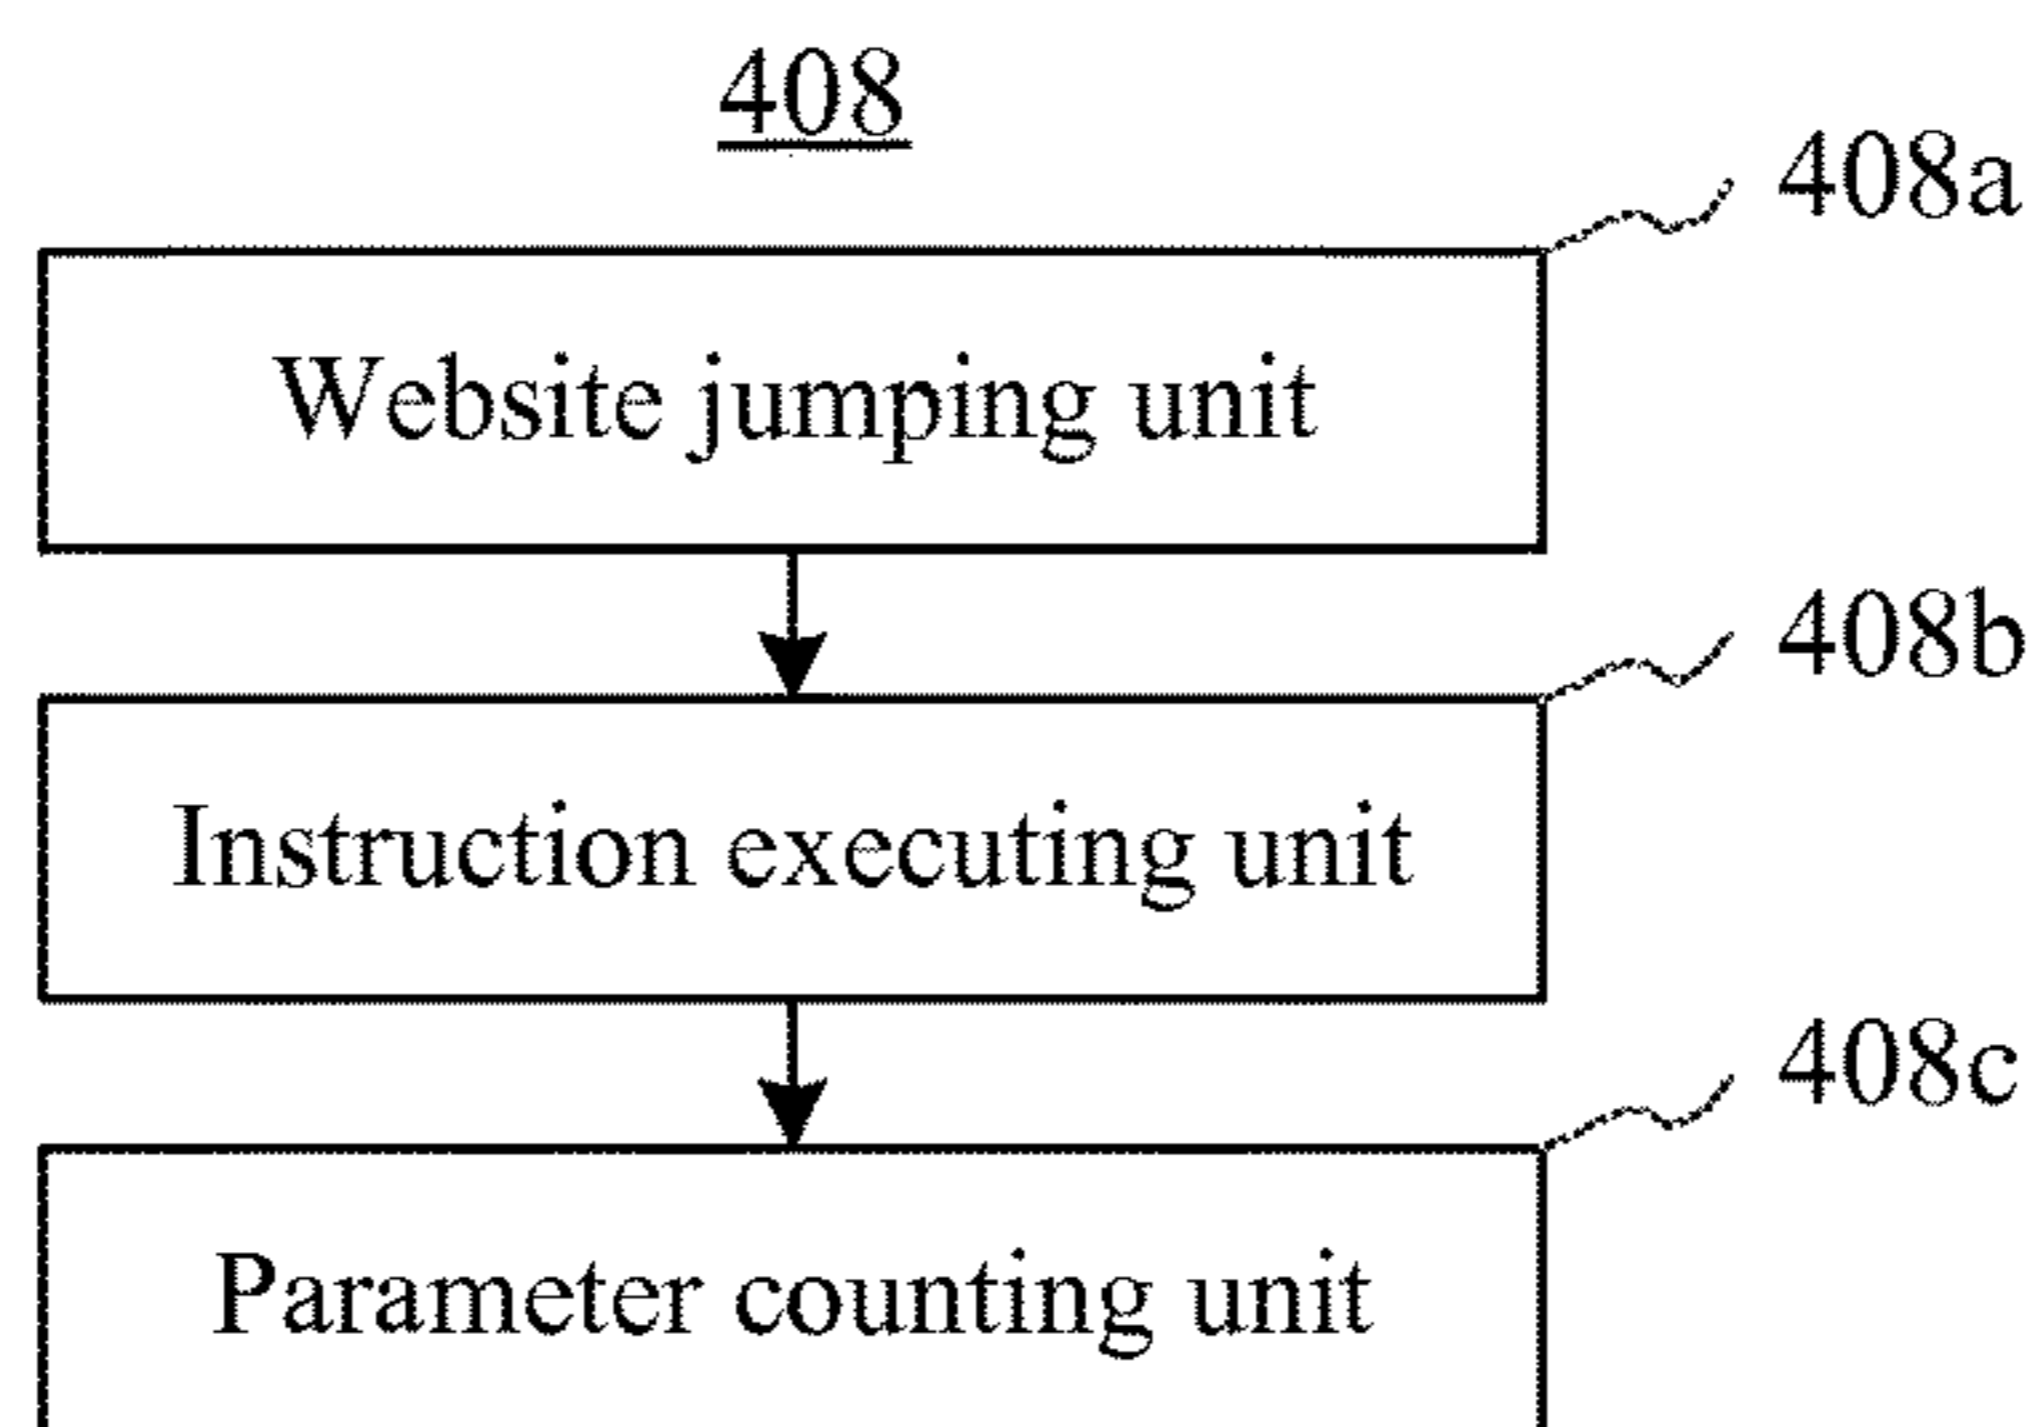 408
408a
Website jumping unit
408b
Instruction executing unit
408c
Parameter counting unit